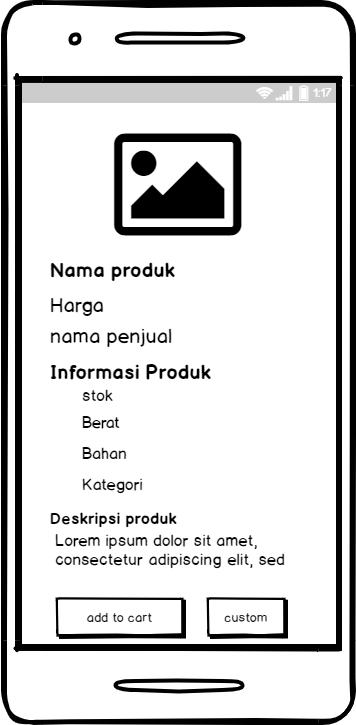 1:17
Nama produk
Harga
nama penjual
Informasi Produk
stok
Berat
Bahan
Kategori
Deskripsi produk
Lorem ipsum dolor sit amet,
consectetur adipiscing elit, sed
add to cart custom